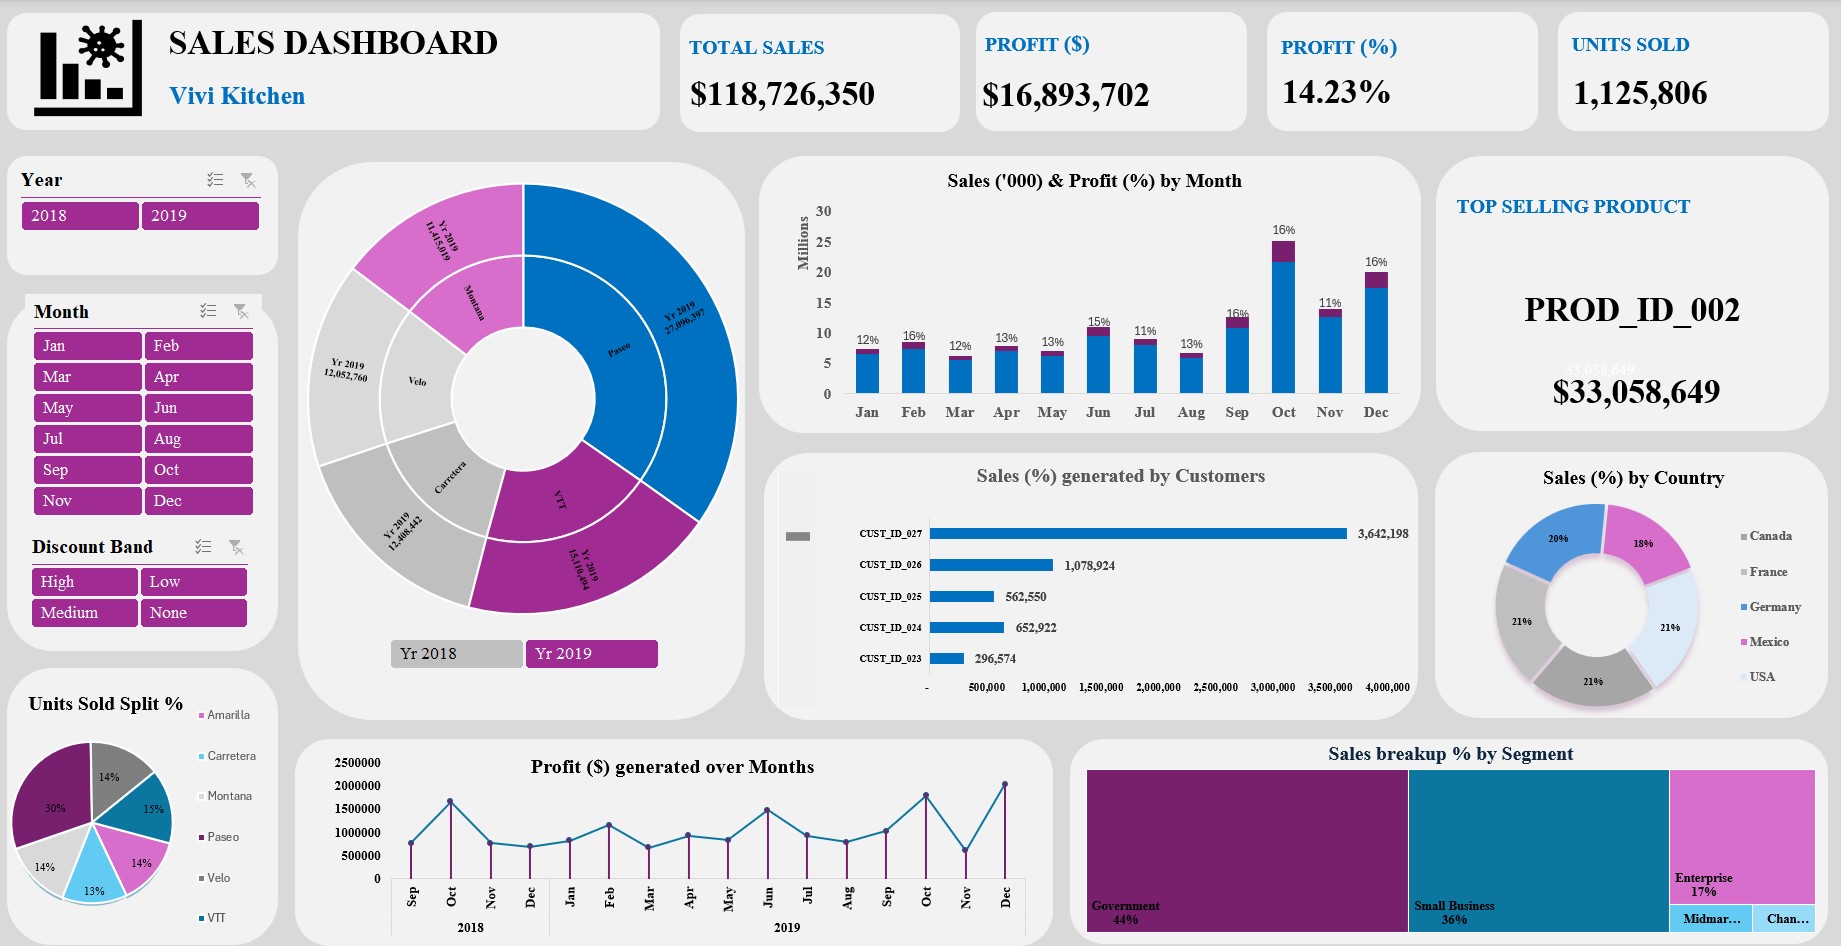 SALES DASHBOARD
Vivi Kitchen
TOTAL SALES
$118,726,350
PROFIT ($)
$16,893,702
PROFIT (%)
14.23%
UNITS SOLD
1,125,806
Year
2018
2019
Month
Jan
Feb
Mar
Apr
May
Jun
Jul
Aug
Sep
Oct
Nov
Dec
Discount Band
High
Low
Medium
None
Units Sold Split %
14%
15%
14%
13%
14%
30%
Amarilla
Carretera
Montana
Paseo
Velo
VTT
Yr 2019
11,415,019
Montana
Yr 2019
27,096,397
Paseo
Yr 2019
12,052,760
Velo
Yr 2019
12,408,442
Carretera
Yr 2019
15,110,494
VTT
Yr 2018
Yr 2019
Sales ('000) & Profit (%) by Month
Millions
30
25
20
15
10
5
0
12%
16%
12%
13%
13%
15%
11%
13%
16%
16%
11%
16%
Jan
Feb
Mar
Apr
May
Jun
Jul
Aug
Sep
Oct
Nov
Dec
TOP SELLING PRODUCT
PROD_ID_002
33,058,649
$33,058,649
Sales (%) generated by Customers
CUST_ID_027
3,642,198
CUST_ID_026
1,078,924
CUST_ID_025
562,550
CUST_ID_024
652,922
CUST_ID_023
296,574
-
500,000
1,000,000
1,500,000
2,000,000
2,500,000
3,000,000
3,500,000
4,000,000
Sales (%) by Country
20%
18%
21%
21%
21%
Canada
France
Germany
Mexico
USA
Profit ($) generated over Months
2500000
2000000
1500000
1000000
500000
0
Sep
Oct
Nov
Dec
Jan
Feb
Mar
Apr
May
Jun
Jul
Aug
Sep
Oct
Nov
Dec
2018
2019
Sales breakup % by Segment
Government
44%
Small Business
36%
Enterprise
17%
Midmar...
Chan...